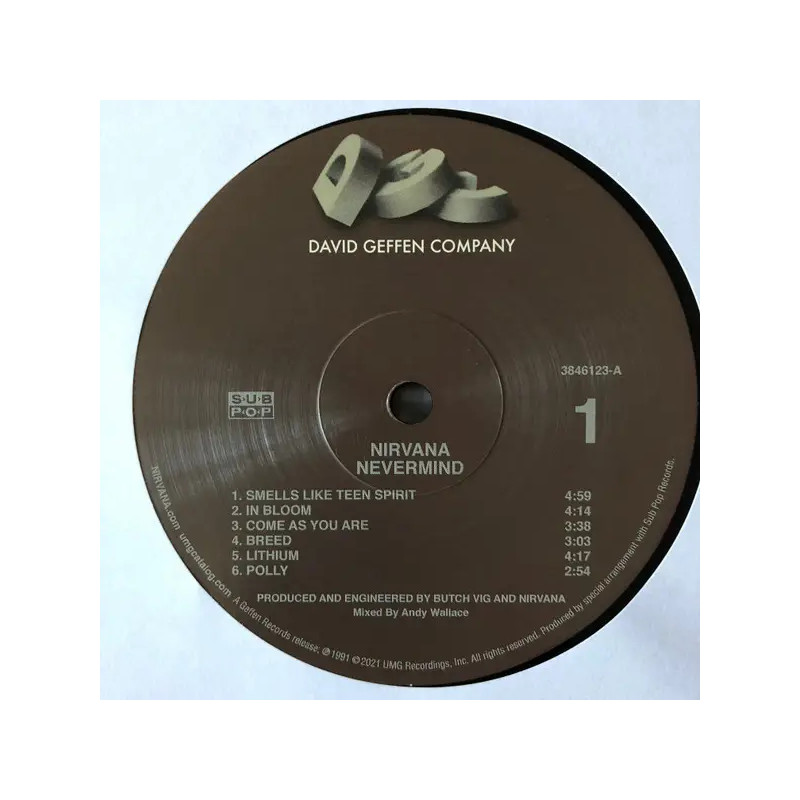 DGC
DAVID GEFFEN COMPANY
3846123-A
S·U·B
P·O·P
1
NIRVANA
NEVERMIND
1. SMELLS LIKE TEEN SPIRIT 4:59
2. IN BLOOM 4:14
3. COME AS YOU ARE 3:38
4. BREED 3:03
5. LITHIUM 4:17
6. POLLY 2:54
PRODUCED AND ENGINEERED BY BUTCH VIG AND NIRVANA
Mixed By Andy Wallace
NIRVANA.com umgcatalog.com A Geffen Records release; ℗1991 ©2021 UMG Recordings, Inc. All rights reserved. Produced by special arrangement with Sub Pop Records.